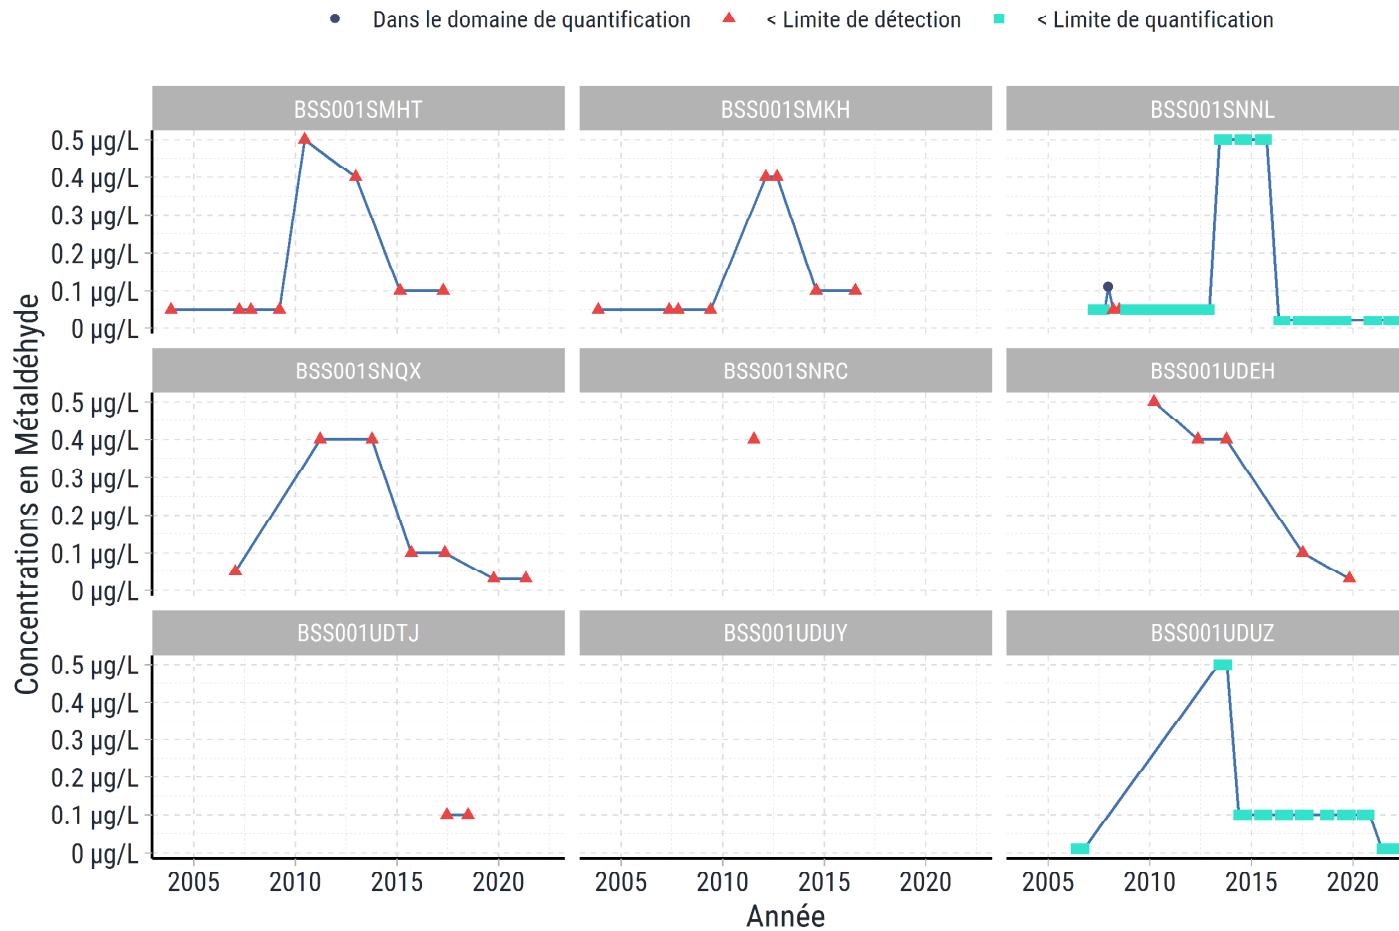 Dans le domaine de quantification < Limite de détection < Limite de quantification
BSS001SMHT BSS001SMKH BSS001SNNL
0.5 µg/L
0.4 µg/L
0.3 µg/L
0.2 µg/L
0.1 µg/L
0 µg/L
BSS001SNQX BSS001SNRC BSS001UDEH
0.5 µg/L
0.4 µg/L
0.3 µg/L
0.2 µg/L
0.1 µg/L
0 µg/L
BSS001UDTJ BSS001UDUY BSS001UDUZ
0.5 µg/L
0.4 µg/L
0.3 µg/L
0.2 µg/L
0.1 µg/L
0 µg/L
Concentrations en Métaldéhyde
2005 2010 2015 2020 2005 2010 2015 2020 2005 2010 2015 2020
Année